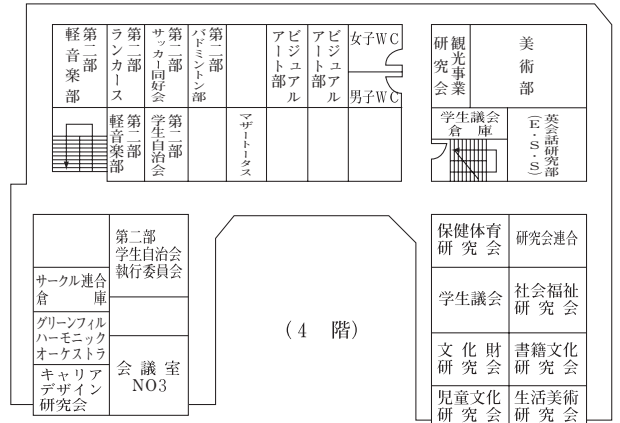 第二部
軽音楽部
第二部
ランカース
第二部
サッカー同好会
第二部
バドミントン部
ビジュアル
アート部
ビジュアル
アート部
女子WC
男子WC
観光事業
研究会
美術部
第二部
軽音楽部
第二部
学生自治会
マザートータス
学生議会
倉庫
英会話研究部
(E・S・S)
第二部
学生自治会
執行委員会
サークル連合
倉庫
グリーンフィル
ハーモニック
オーケストラ
キャリア
デザイン
研究会
会議室
NO3
(4 階)
保健体育
研究会
研究会連合
学生議会
社会福祉
研究会
文化財
研究会
書籍文化
研究会
児童文化
研究会
生活美術
研究会